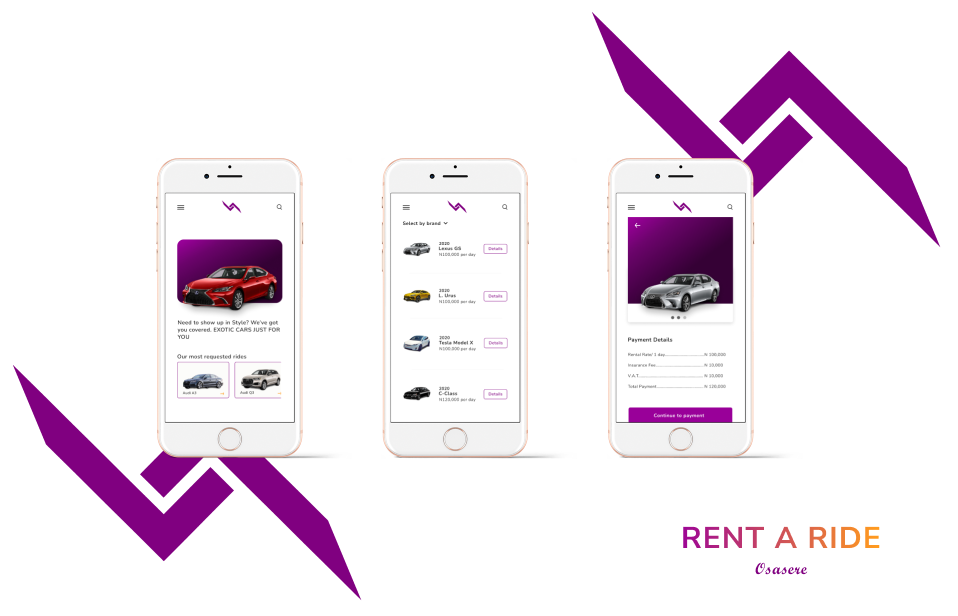 Need to show up in Style? We've got
you covered. EXOTIC CARS JUST FOR
YOU
Our most requested rides
Audi A3
Audi Q3
Select by brand
2020
Lexus GS
N100,000 per day
Details
2020
L. Urus
N100,000 per day
Details
2020
Tesla Model X
N100,000 per day
Details
2020
C-Class
N120,000 per day
Details
Payment Details
Rental Rate/ 1 day............................N 100,000
Insurance Fee...................................N 10,000
V.A.T................................................N 10,000
Total Payment..................................N 120,000
Continue to payment
RENT A RIDE
Osasere